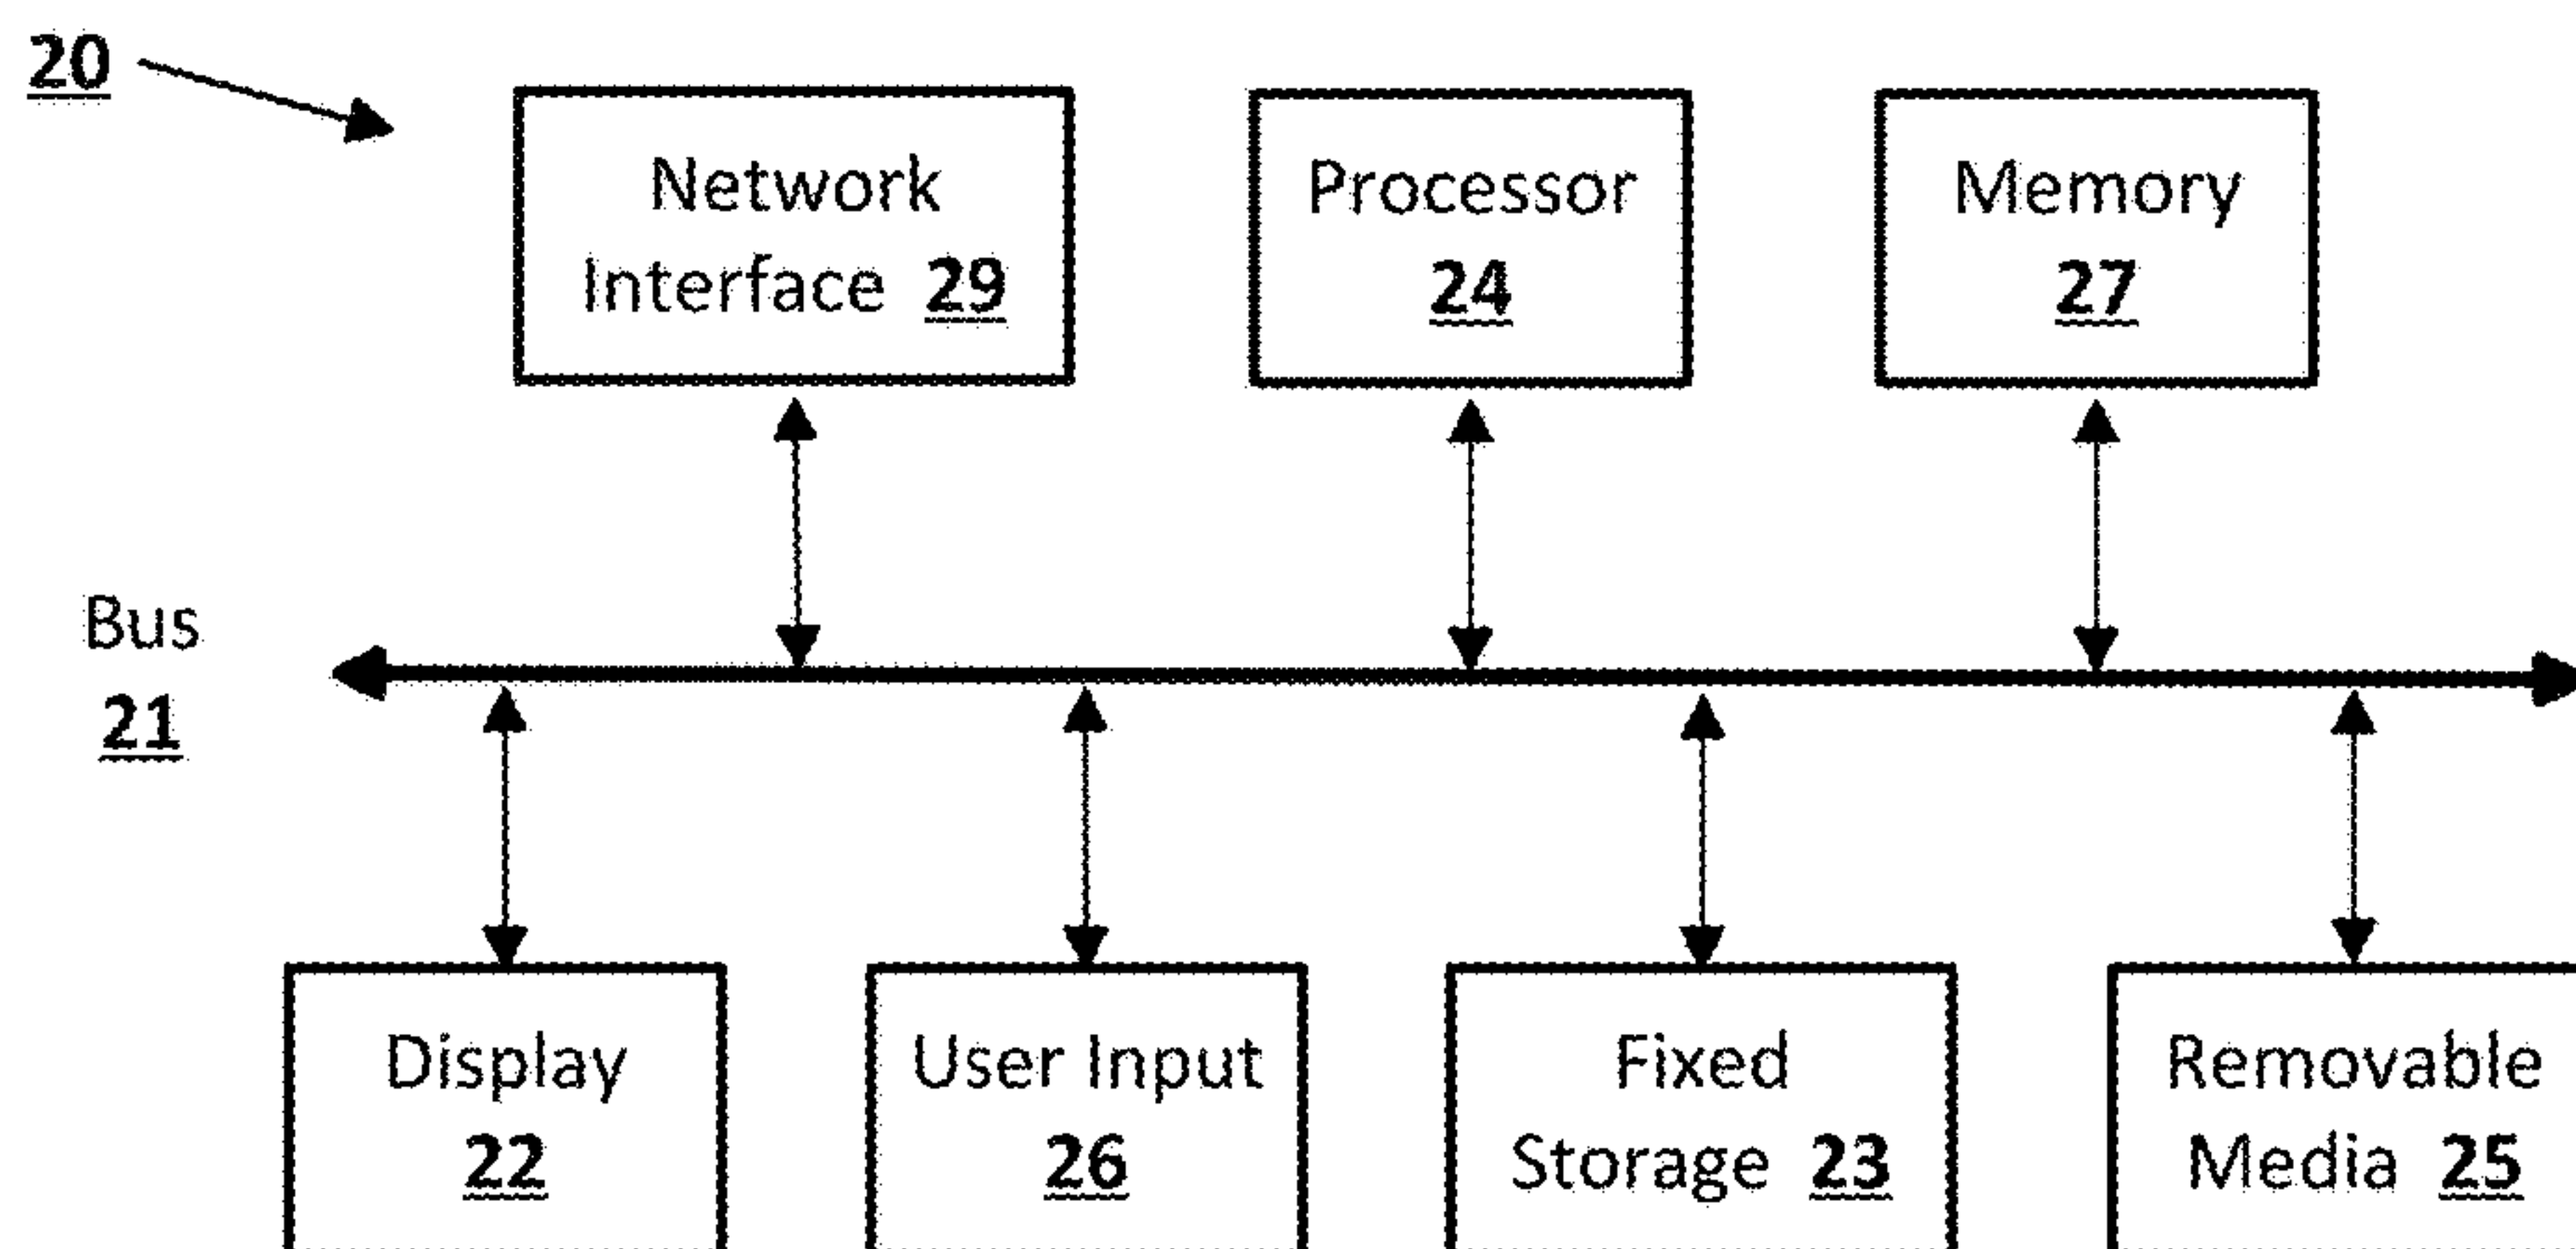 20
Network
Interface 29
Processor
24
Memory
27
Bus
21
Display
22
User Input
26
Fixed
Storage 23
Removable
Media 25